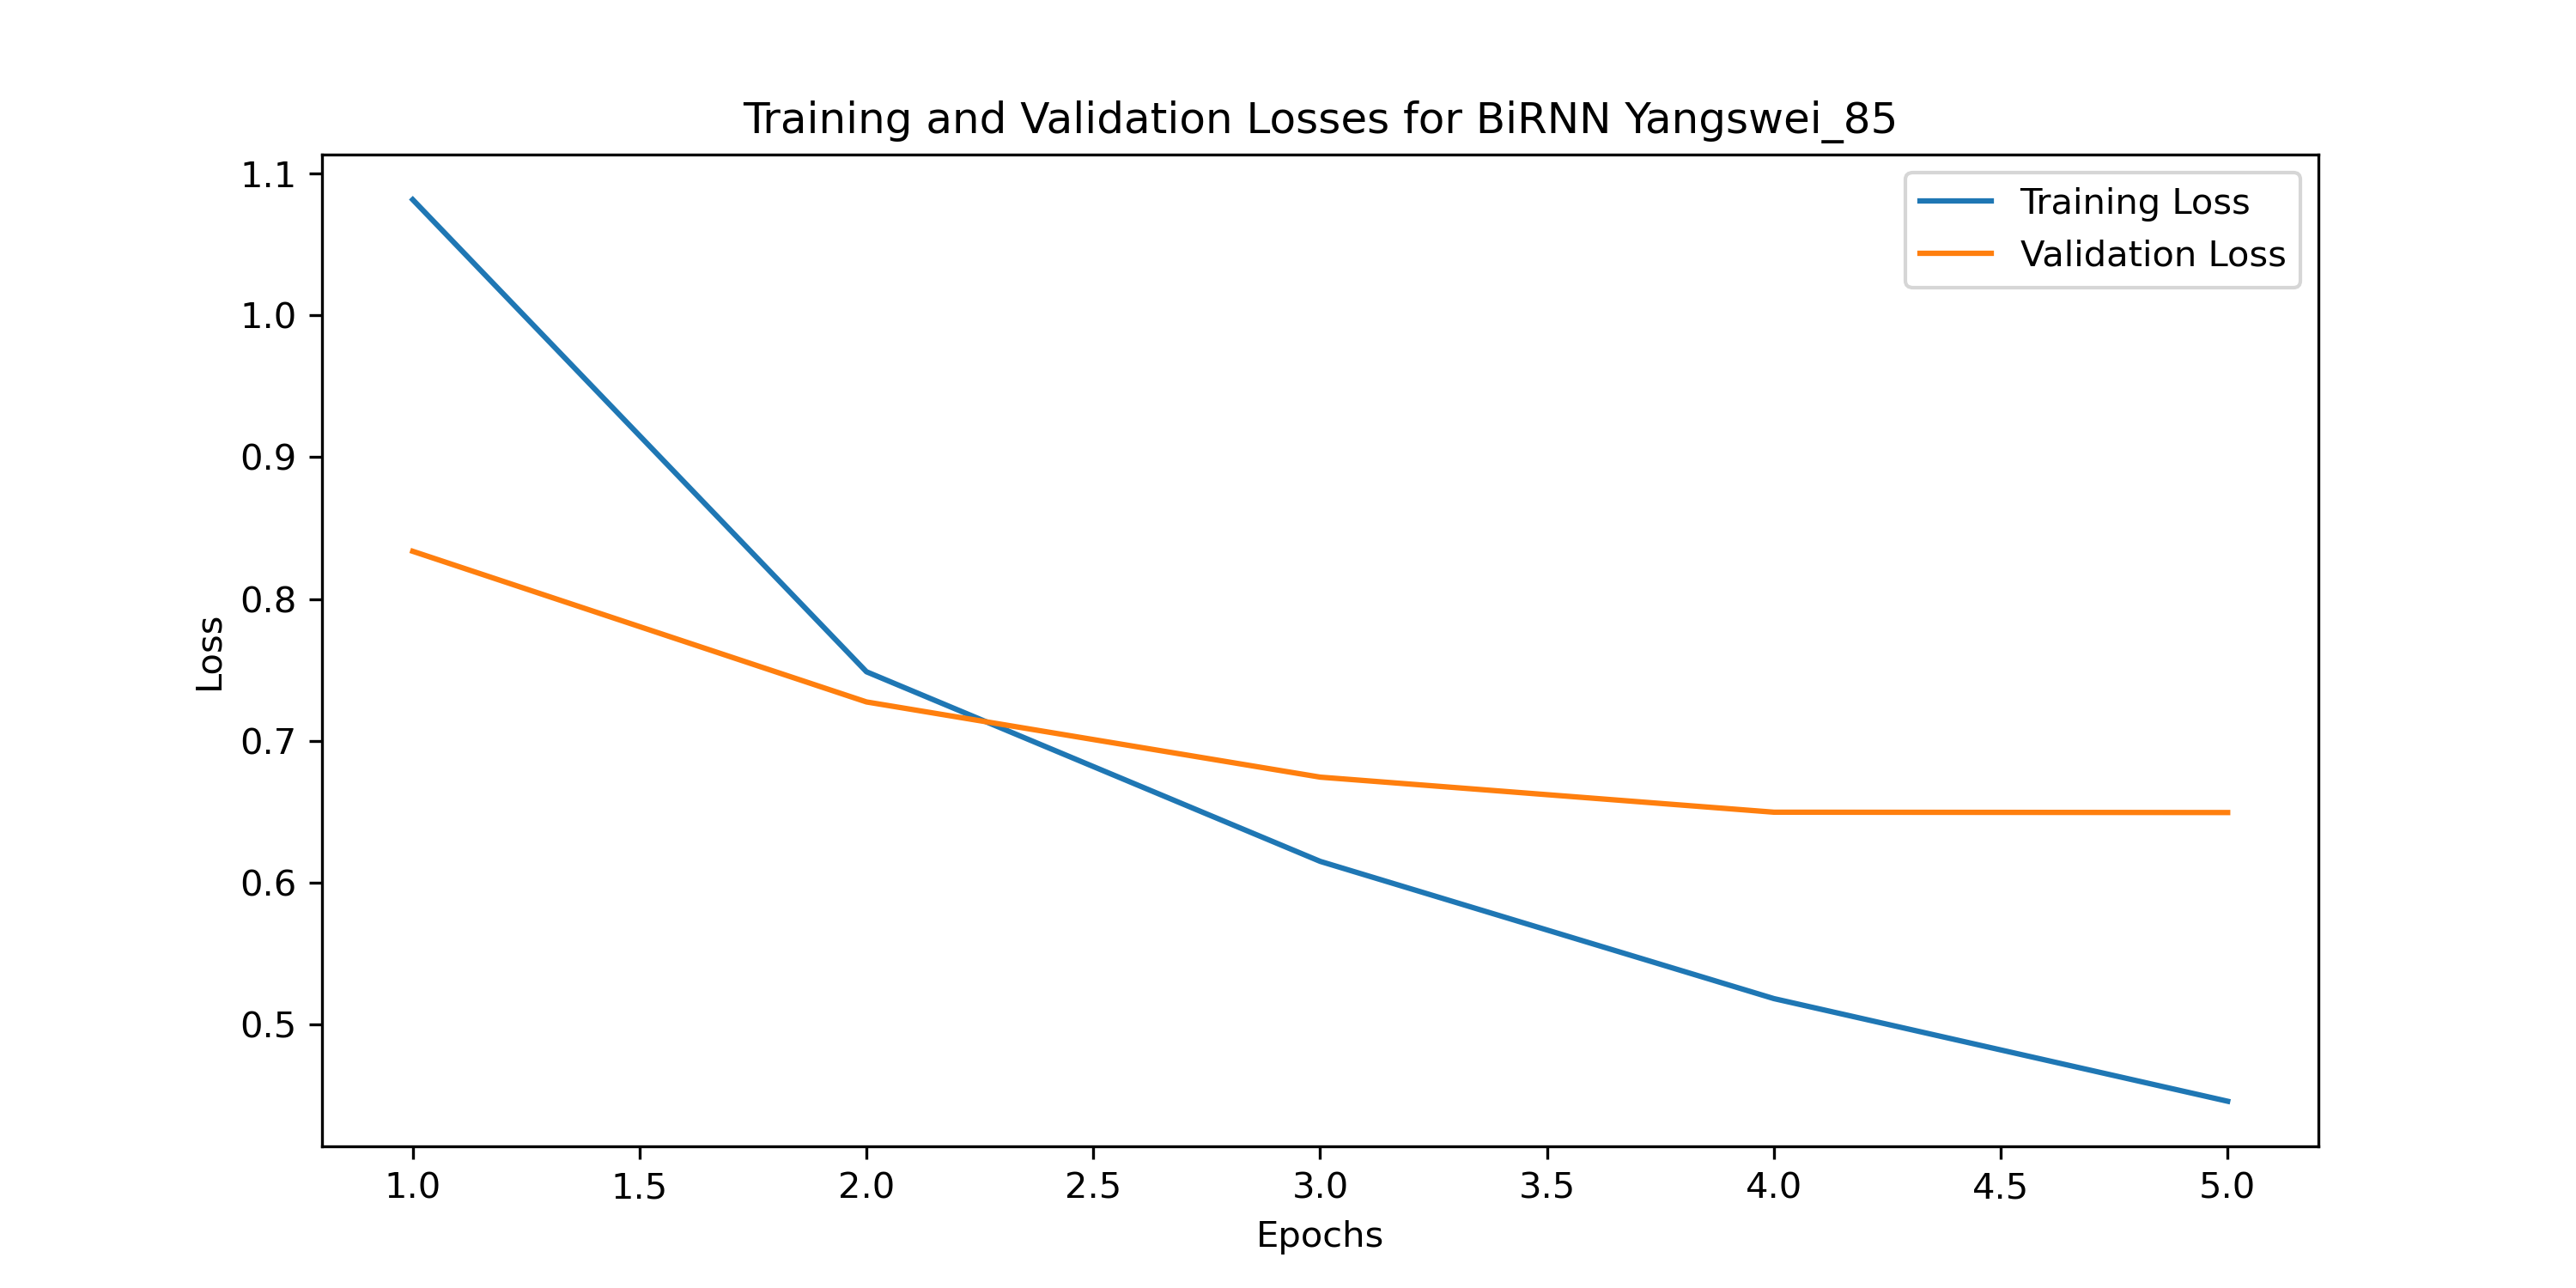 Training and Validation Losses for BiRNN Yangswei_85
Training Loss
Validation Loss
Loss
1.1
1.0
0.9
0.8
0.7
0.6
0.5
1.0 1.5 2.0 2.5 3.0 3.5 4.0 4.5 5.0
Epochs